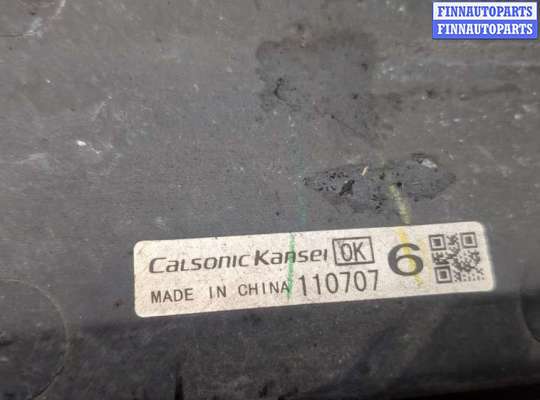 FINNAUTOPARTS
FINNAUTOPARTS
CALSONIC KANSEI OK 6
MADE IN CHINA 110707